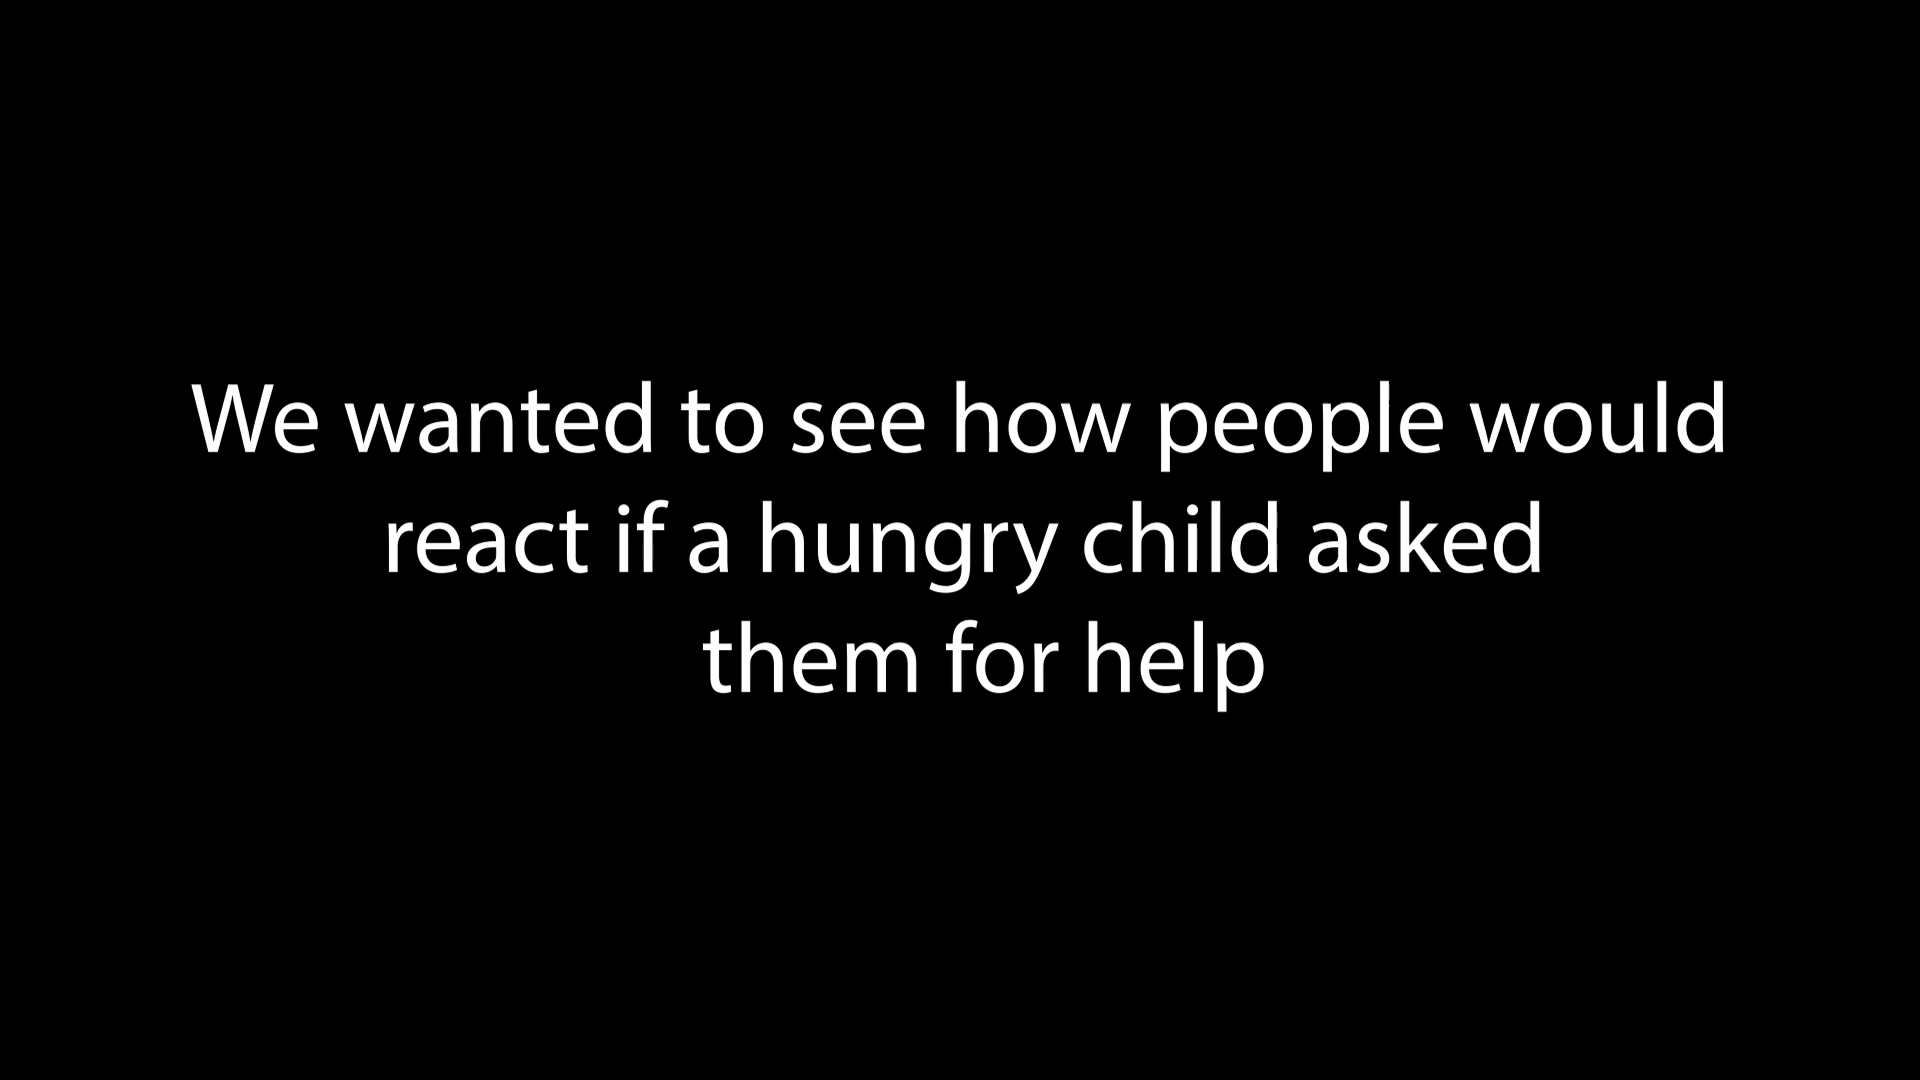 We wanted to see how people would
react if a hungry child asked
them for help